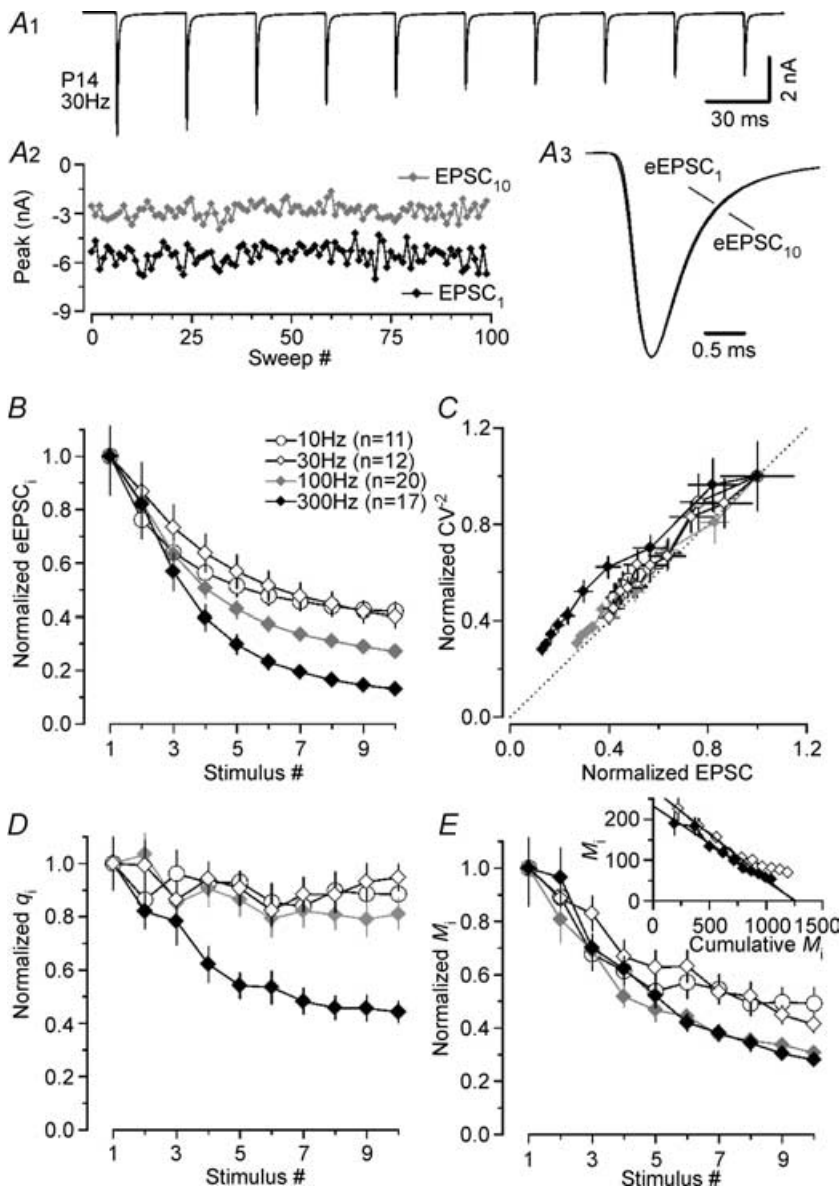 A1
P14
30Hz
2 nA
30 ms
A2
0
-3
-6
-9
Peak (nA)
EPSC10
EPSC1
0 25 50 75 100
Sweep #
A3
eEPSC1
eEPSC10
0.5 ms
B
1.0
0.8
0.6
0.4
0.2
0.0
Normalized eEPSCi
10Hz (n=11)
30Hz (n=12)
100Hz (n=20)
300Hz (n=17)
1 3 5 7 9
Stimulus #
C
1.2
0.8
0.4
0.0
Normalized CV-2
0.0 0.4 0.8 1.2
Normalized EPSC
D
1.0
0.8
0.6
0.4
0.2
0.0
Normalized qi
1 3 5 7 9
Stimulus #
E
1.0
0.8
0.6
0.4
0.2
0.0
Normalized Mi
1 3 5 7 9
Stimulus #
200
100
0
Mi
0 500 1000 1500
Cumulative Mi